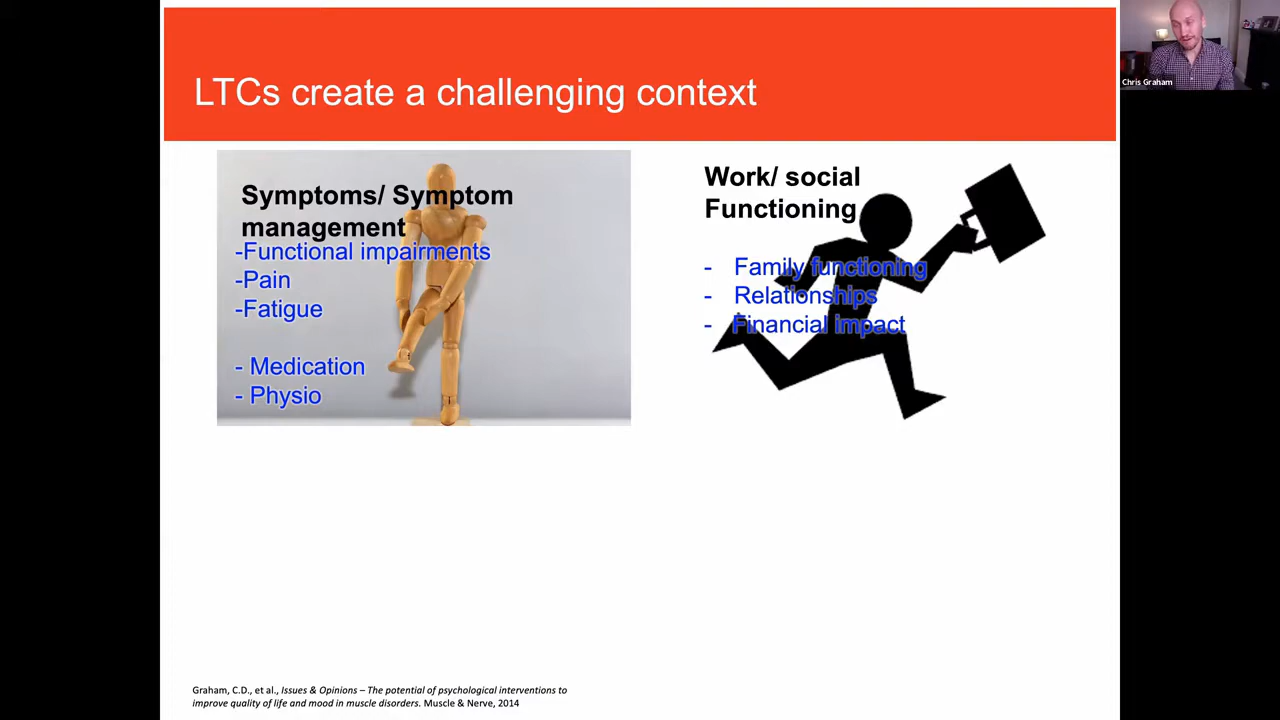 LTCs create a challenging context
Chris Graham
Symptoms/ Symptom
management
-Functional impairments
-Pain
-Fatigue
- Medication
- Physio
Work/ social
Functioning
- Family functioning
- Relationships
- Financial impact
Graham, C.D., et al., Issues & Opinions – The potential of psychological interventions to
improve quality of life and mood in muscle disorders. Muscle & Nerve, 2014